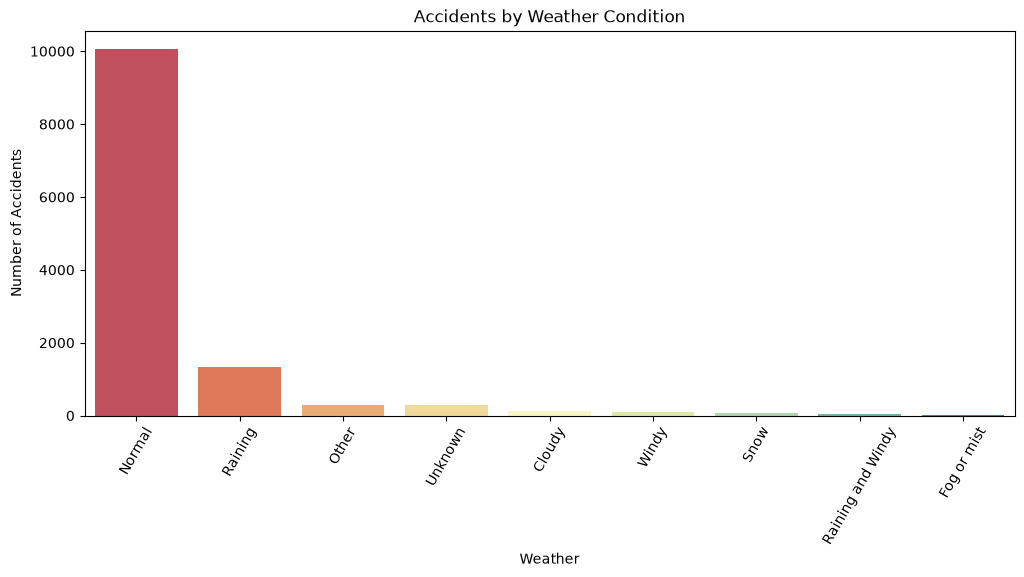 Accidents by Weather Condition
Number of Accidents
10000
8000
6000
4000
2000
0
Normal
Raining
Other
Unknown
Cloudy
Windy
Snow
Raining and Windy
Fog or mist
Weather